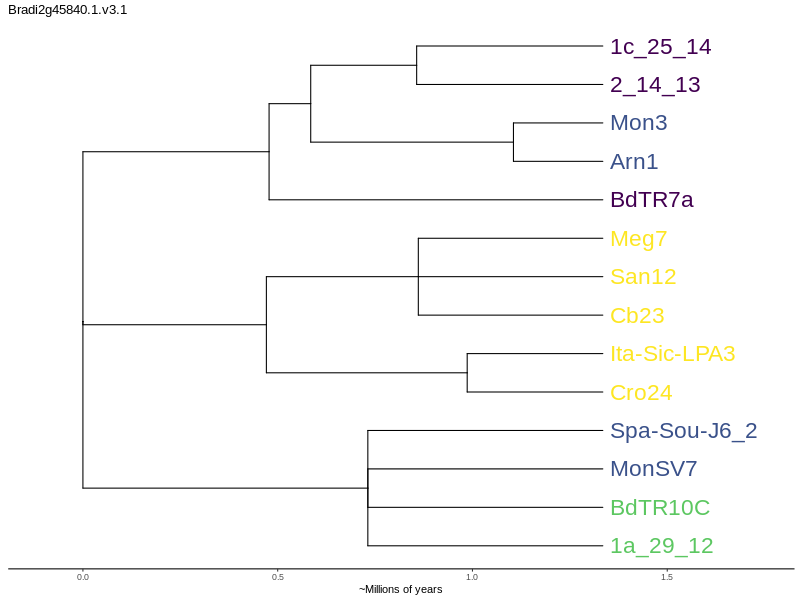 Bradi2g45840.1.v3.1
1c_25_14
2_14_13
Mon3
Arn1
BdTR7a
Meg7
San12
Cb23
Ita-Sic-LPA3
Cro24
Spa-Sou-J6_2
MonSV7
BdTR10C
1a_29_12
0.0 0.5 1.0 1.5
~Millions of years